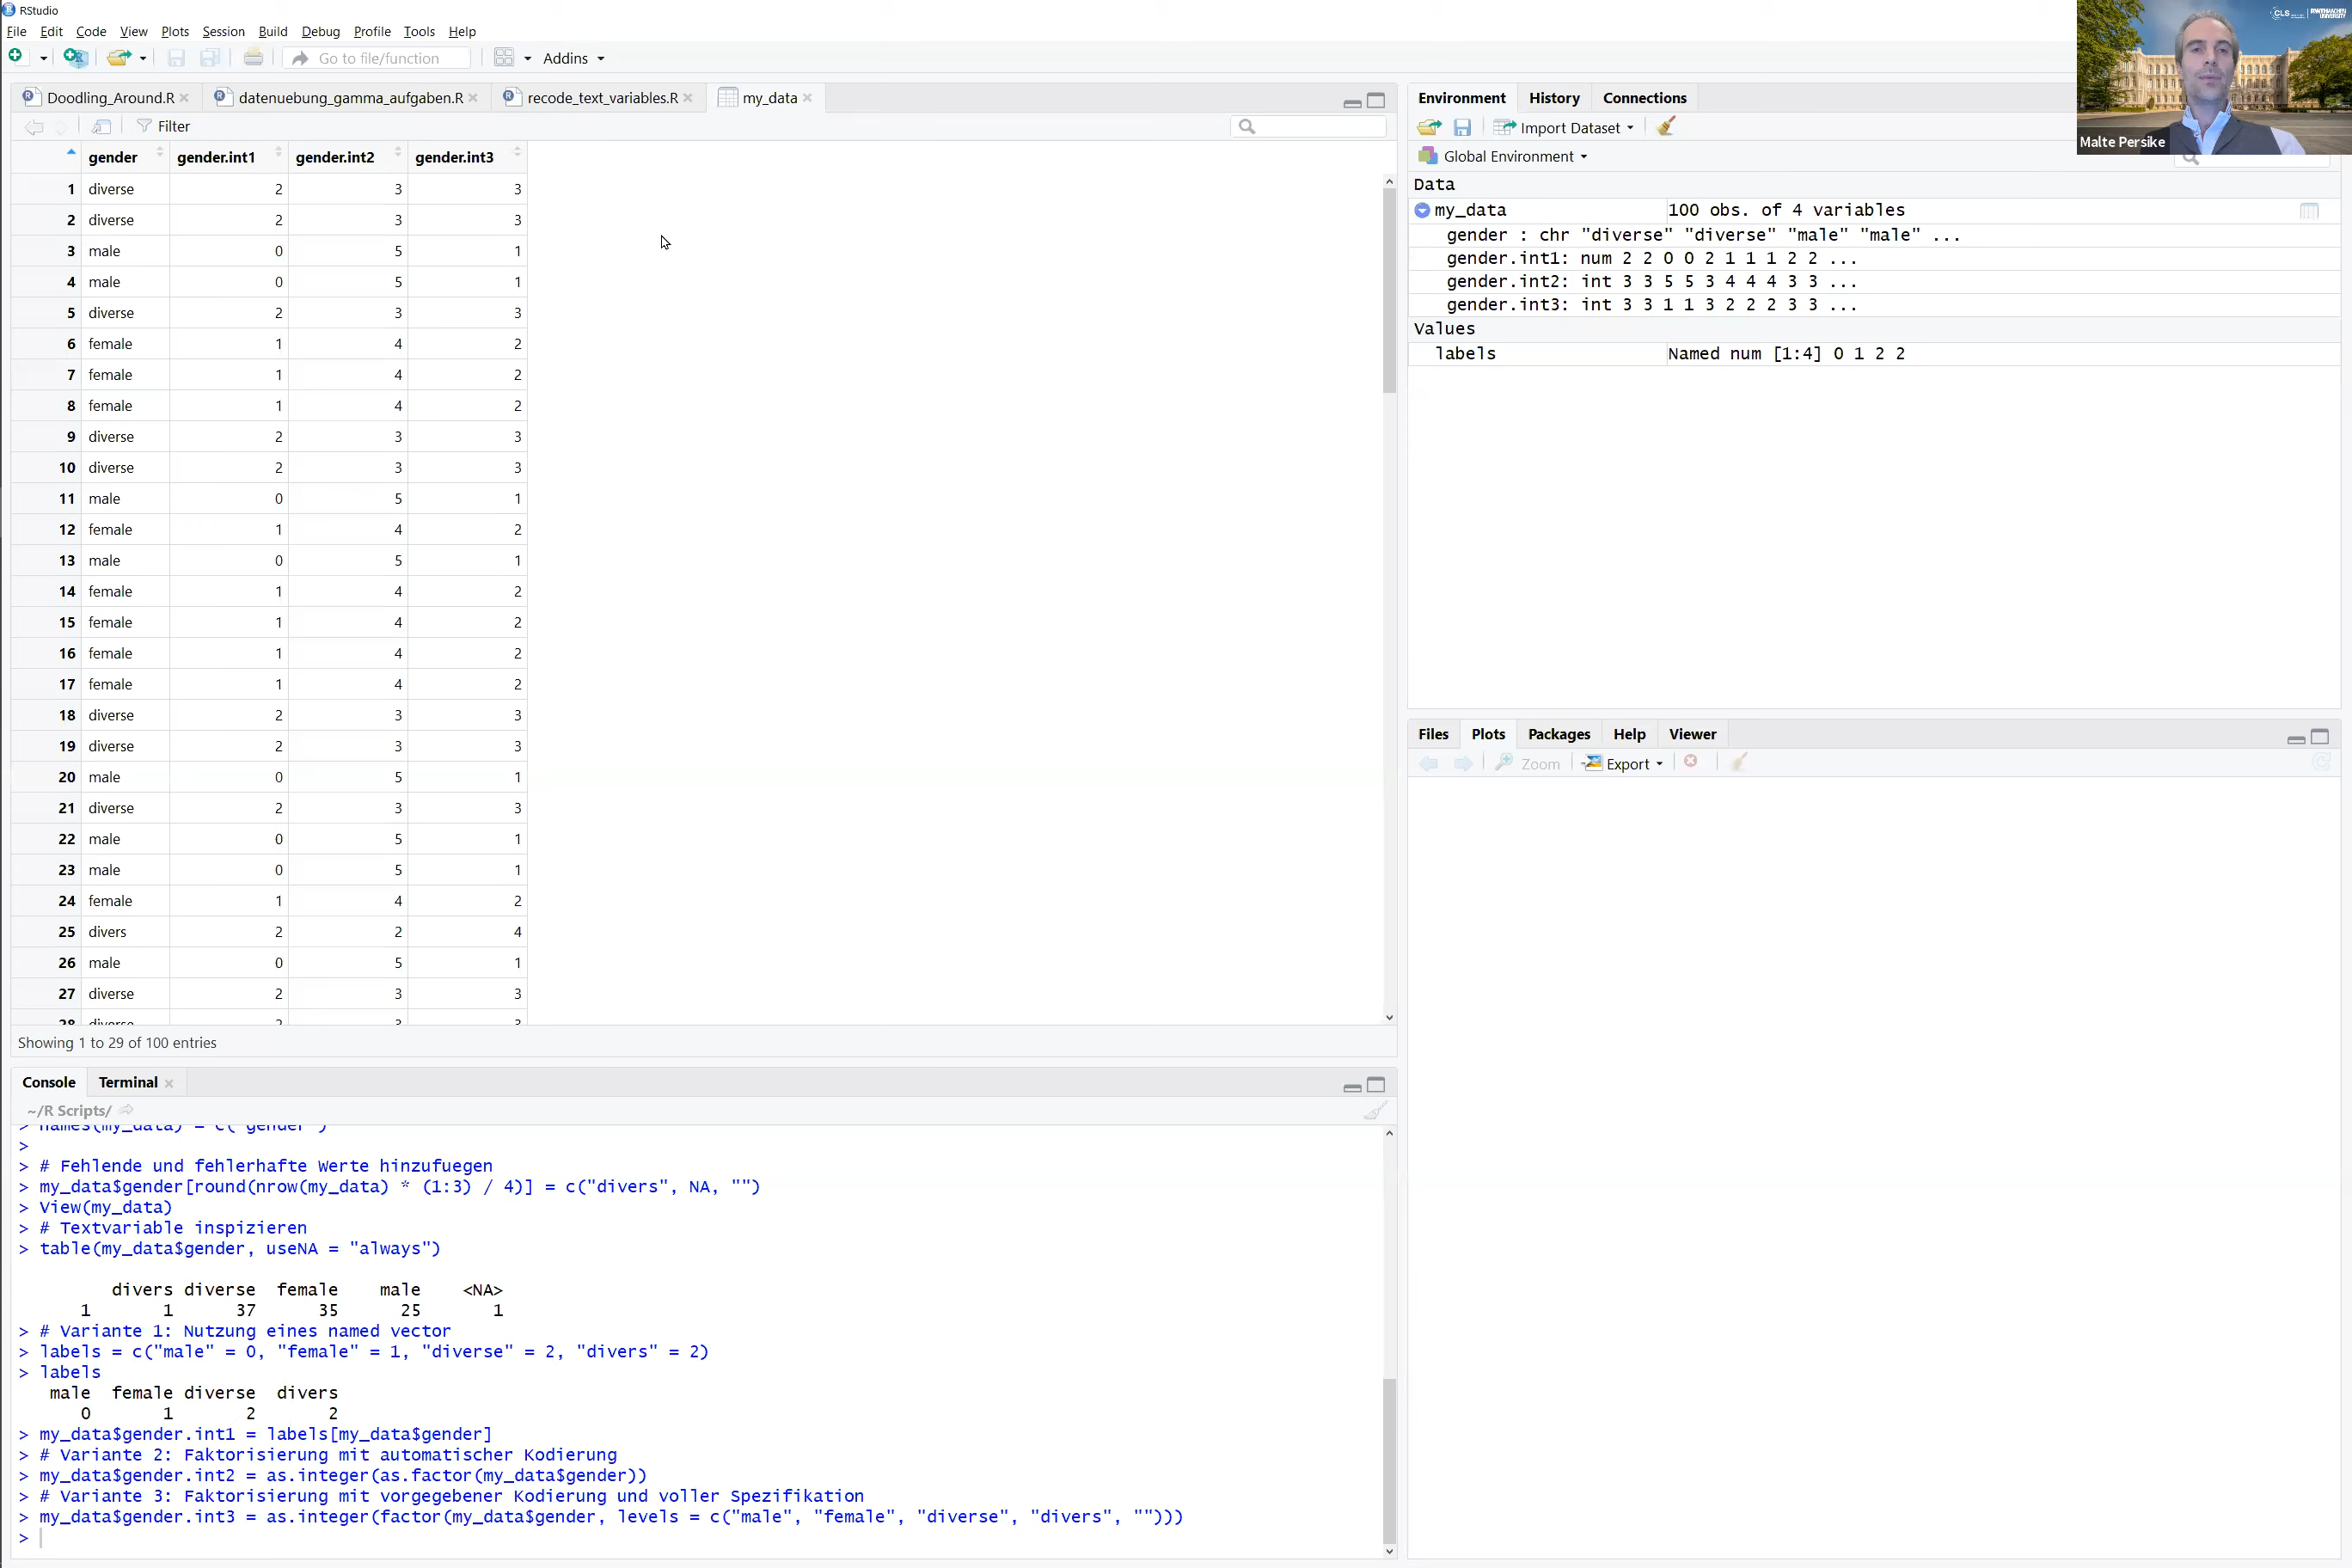 RStudio
File Edit Code View Plots Session Build Debug Profile Tools Help
Go to file/function Addins
Doodling_Around.R datenuebung_gamma_aufgaben.R recode_text_variables.R my_data
Filter
gender gender.int1 gender.int2 gender.int3
1 diverse 2 3 3
2 diverse 2 3 3
3 male 0 5 1
4 male 0 5 1
5 diverse 2 3 3
6 female 1 4 2
7 female 1 4 2
8 female 1 4 2
9 diverse 2 3 3
10 diverse 2 3 3
11 male 0 5 1
12 female 1 4 2
13 male 0 5 1
14 female 1 4 2
15 female 1 4 2
16 female 1 4 2
17 female 1 4 2
18 diverse 2 3 3
19 diverse 2 3 3
20 male 0 5 1
21 diverse 2 3 3
22 male 0 5 1
23 male 0 5 1
24 female 1 4 2
25 divers 2 2 4
26 male 0 5 1
27 diverse 2 3 3
28 diverse 2 3 3
Showing 1 to 29 of 100 entries
Console Terminal
~/R Scripts/
> names(my_data) = c("gender")
>
> # Fehlende und fehlerhafte Werte hinzufuegen
> my_data$gender[round(nrow(my_data) * (1:3) / 4)] = c("divers", NA, "")
> View(my_data)
> # Textvariable inspizieren
> table(my_data$gender, useNA = "always")
divers diverse female male <NA>
1 1 37 35 25 1
> # Variante 1: Nutzung eines named vector
> labels = c("male" = 0, "female" = 1, "diverse" = 2, "divers" = 2)
> labels
male female diverse divers
0 1 2 2
> my_data$gender.int1 = labels[my_data$gender]
> # Variante 2: Faktorisierung mit automatischer Kodierung
> my_data$gender.int2 = as.integer(as.factor(my_data$gender))
> # Variante 3: Faktorisierung mit vorgegebener Kodierung und voller Spezifikation
> my_data$gender.int3 = as.integer(factor(my_data$gender, levels = c("male", "female", "diverse", "divers", "")))
>
Environment History Connections
Import Dataset
Global Environment
Data
my_data 100 obs. of 4 variables
gender : chr "diverse" "diverse" "male" "male" ...
gender.int1: num 2 2 0 0 2 1 1 1 2 2 ...
gender.int2: int 3 3 5 5 3 4 4 4 3 3 ...
gender.int3: int 3 3 1 1 3 2 2 2 3 3 ...
Values
labels Named num [1:4] 0 1 2 2
Files Plots Packages Help Viewer
Zoom Export
CLS RWTHAACHEN UNIVERSITY
Malte Persike